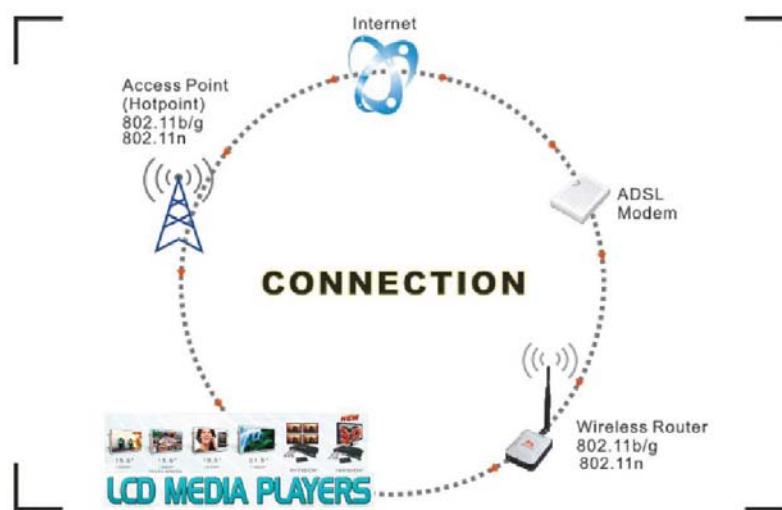 Internet
Access Point
(Hotpoint)
802.11b/g
802.11n
ADSL
Modem
CONNECTION
Wireless Router
802.11b/g
802.11n
NEW
LCD MEDIA PLAYERS